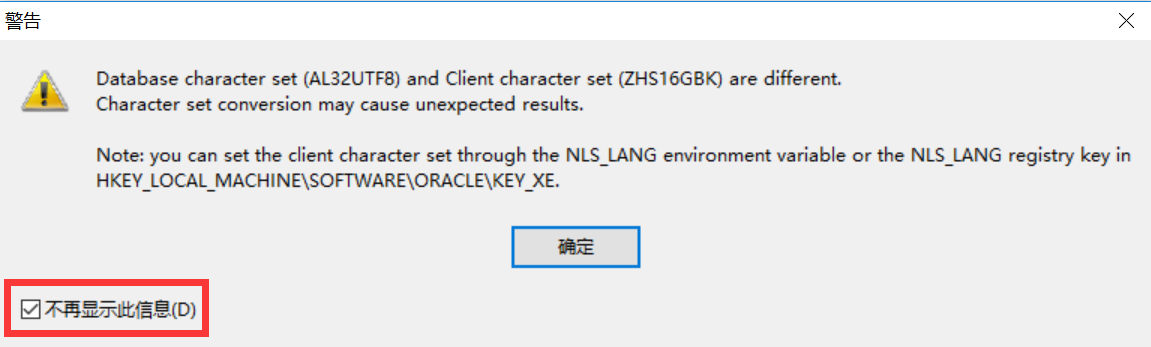 警告
Database character set (AL32UTF8) and Client character set (ZHS16GBK) are different.
Character set conversion may cause unexpected results.
Note: you can set the client character set through the NLS_LANG environment variable or the NLS_LANG registry key in
HKEY_LOCAL_MACHINE\SOFTWARE\ORACLE\KEY_XE.
确定
不再显示此信息(D)